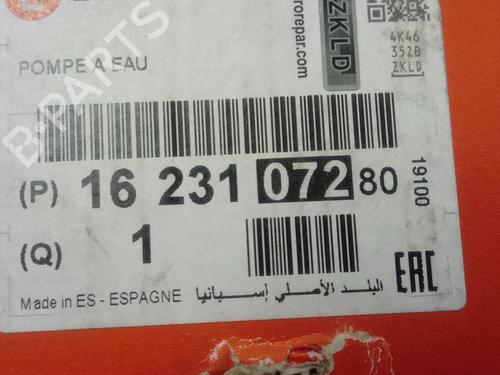 rorepar.com
ZKLD
4K46
35ZB
ZKLD
POMPE A EAU
B-PARTS
(P) 16 231 072 80
19100
(Q) 1
Made in ES - ESPAGNE البلد الأصلي إسبانيا
EAC